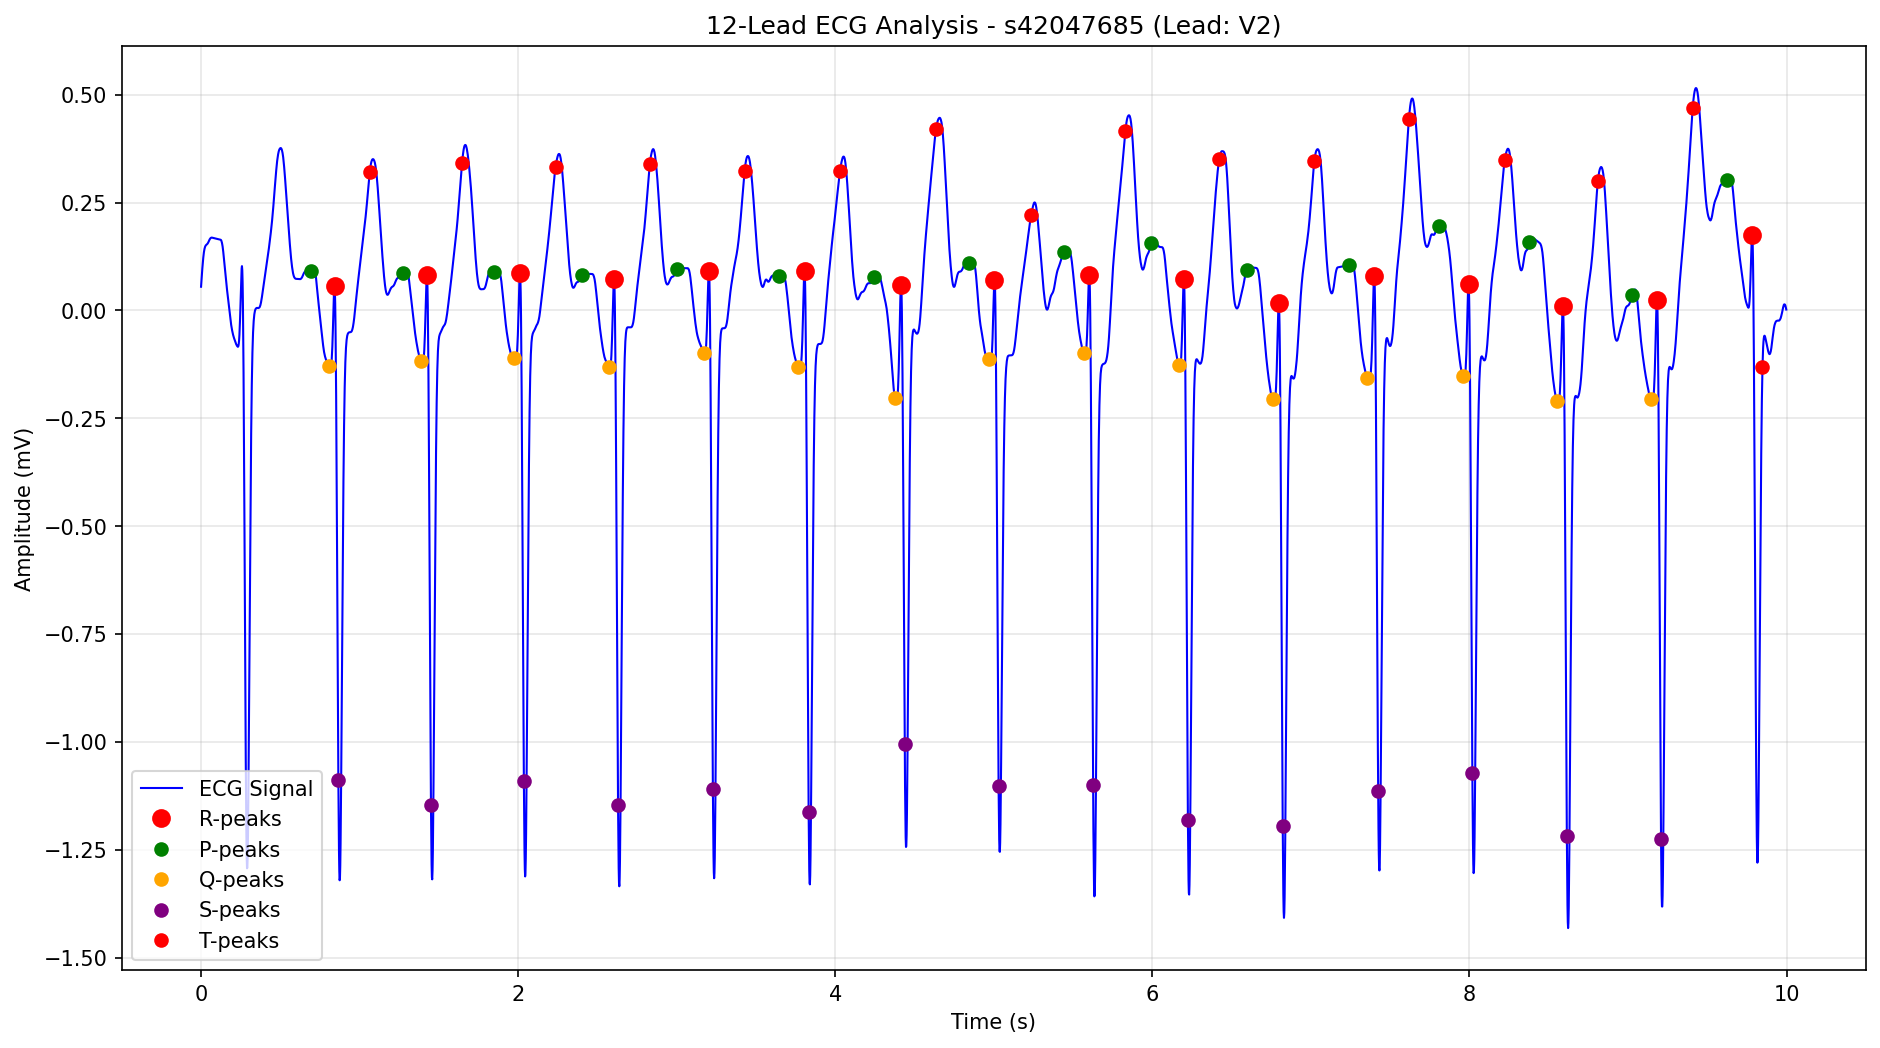 12-Lead ECG Analysis - s42047685 (Lead: V2)
Amplitude (mV)
0.50
0.25
0.00
−0.25
−0.50
−0.75
−1.00
−1.25
−1.50
ECG Signal
R-peaks
P-peaks
Q-peaks
S-peaks
T-peaks
0 2 4 6 8 10
Time (s)